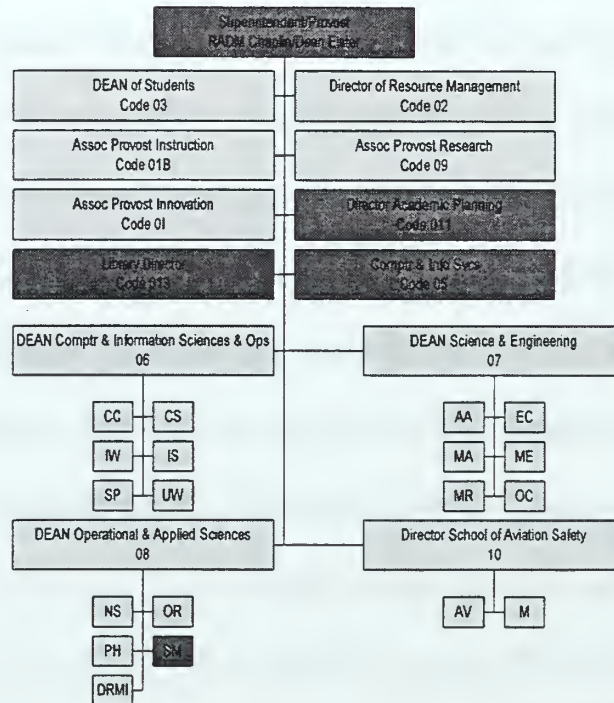 Superintendent/Provost
RADM Chaplin/Dean Elster
DEAN of Students
Code 03
Director of Resource Management
Code 02
Assoc Provost Instruction
Code 01B
Assoc Provost Research
Code 09
Assoc Provost Innovation
Code 0I
Director Academic Planning
Code 011
Library Director
Code 013
Comptr & Info Svcs
Code 05
DEAN Comptr & Information Sciences & Ops
06
DEAN Science & Engineering
07
CC CS
IW IS
SP UW
AA EC
MA ME
MR OC
DEAN Operational & Applied Sciences
08
Director School of Aviation Safety
10
NS OR
PH SM
DRMI
AV M